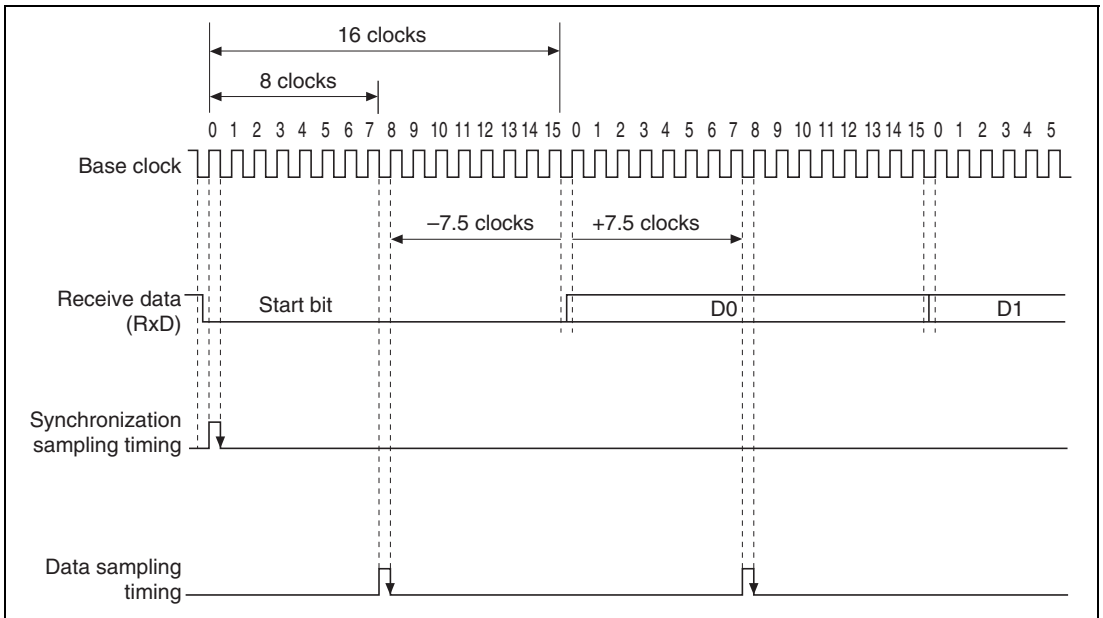 16 clocks
8 clocks
0 1 2 3 4 5 6 7 8 9 10 11 12 13 14 15 0 1 2 3 4 5 6 7 8 9 10 11 12 13 14 15 0 1 2 3 4 5
Base clock
–7.5 clocks +7.5 clocks
Receive data
(RxD)
Start bit D0 D1
Synchronization
sampling timing
Data sampling
timing